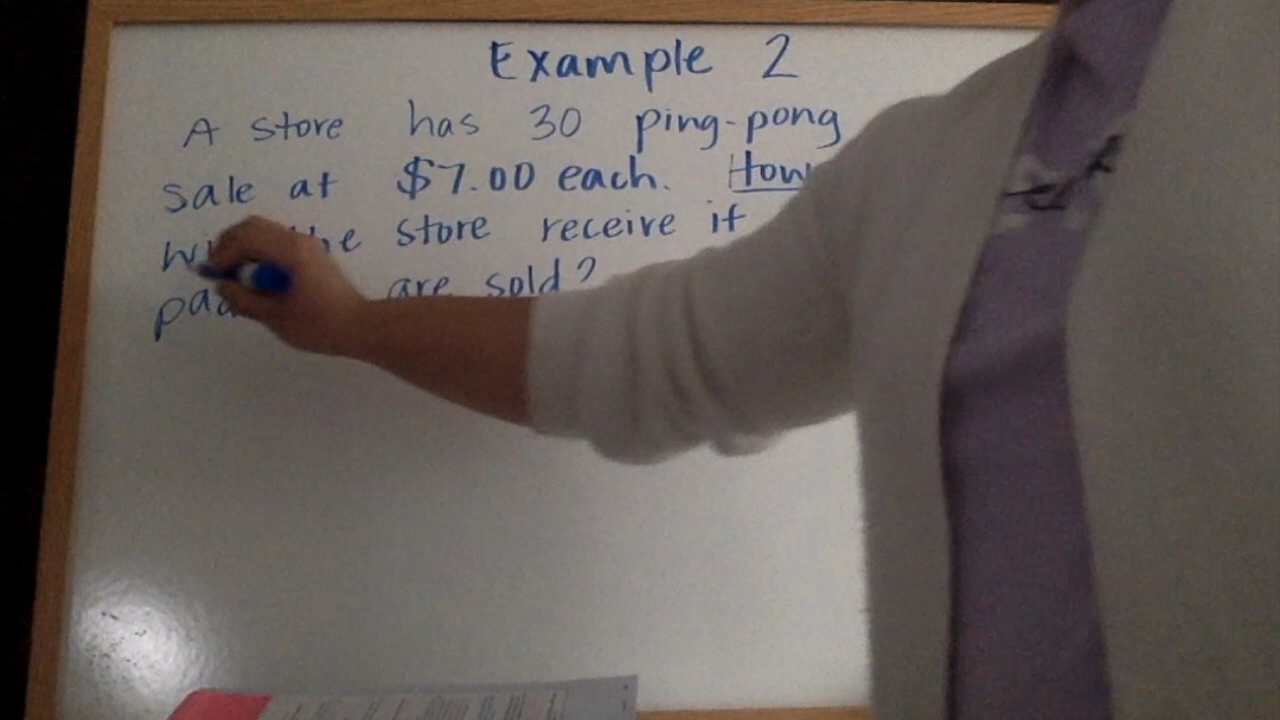 Example 2
A store has 30 ping-pong
sale at $7.00 each. How
the store receive if
are sold?